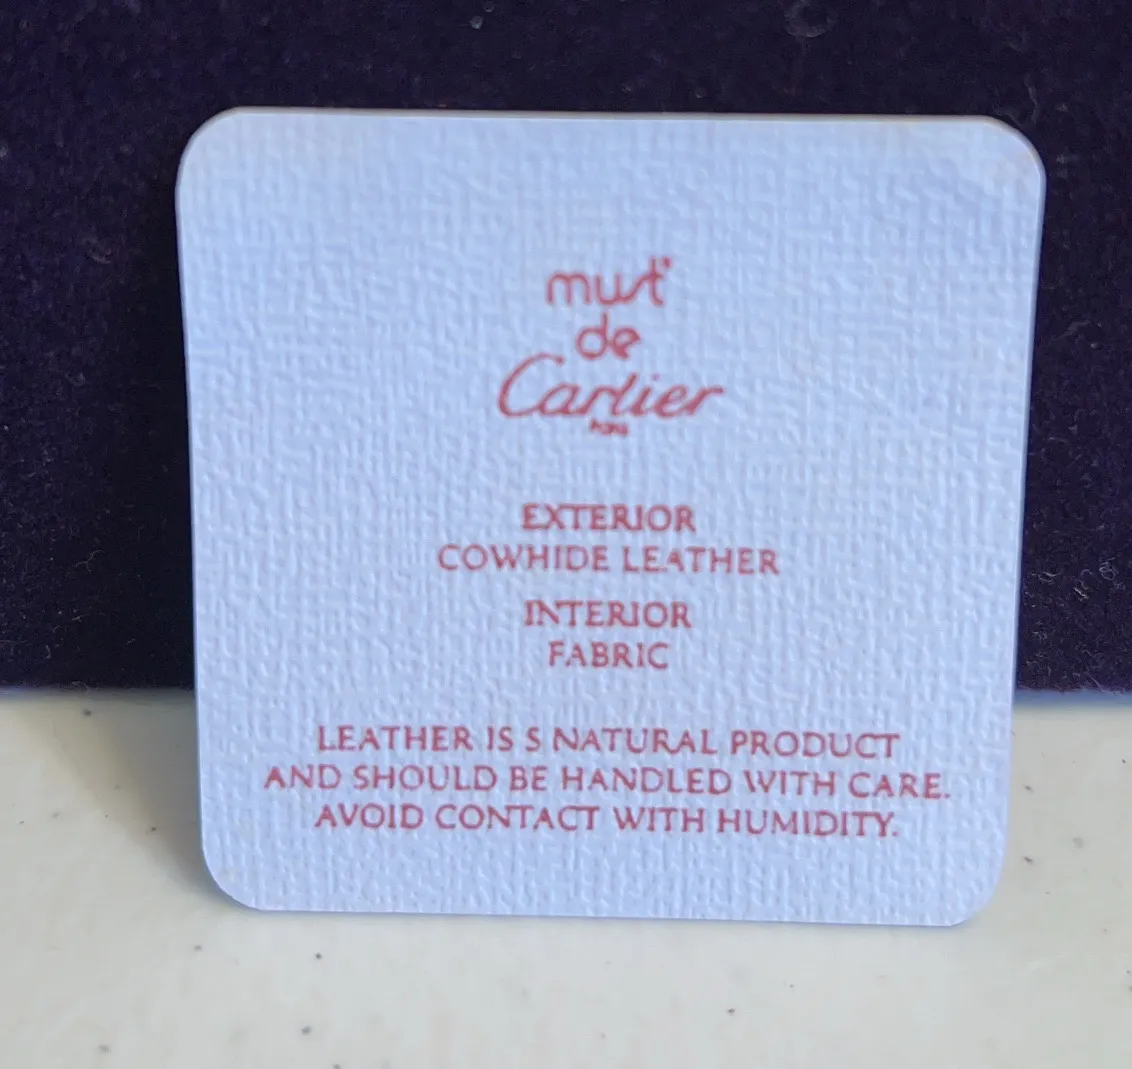 must
de
Cartier
PARIS
EXTERIOR
COWHIDE LEATHER
INTERIOR
FABRIC
LEATHER IS S NATURAL PRODUCT
AND SHOULD BE HANDLED WITH CARE.
AVOID CONTACT WITH HUMIDITY.